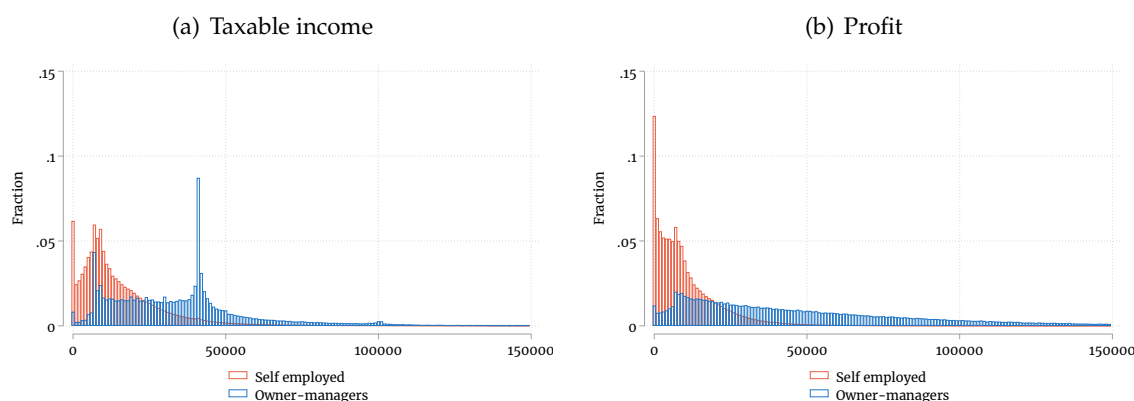 (a) Taxable income
.15
.1
.05
0
Fraction
0 50000 100000 150000
Self employed
Owner-managers
(b) Profit
.15
.1
.05
0
Fraction
0 50000 100000 150000
Self employed
Owner-managers